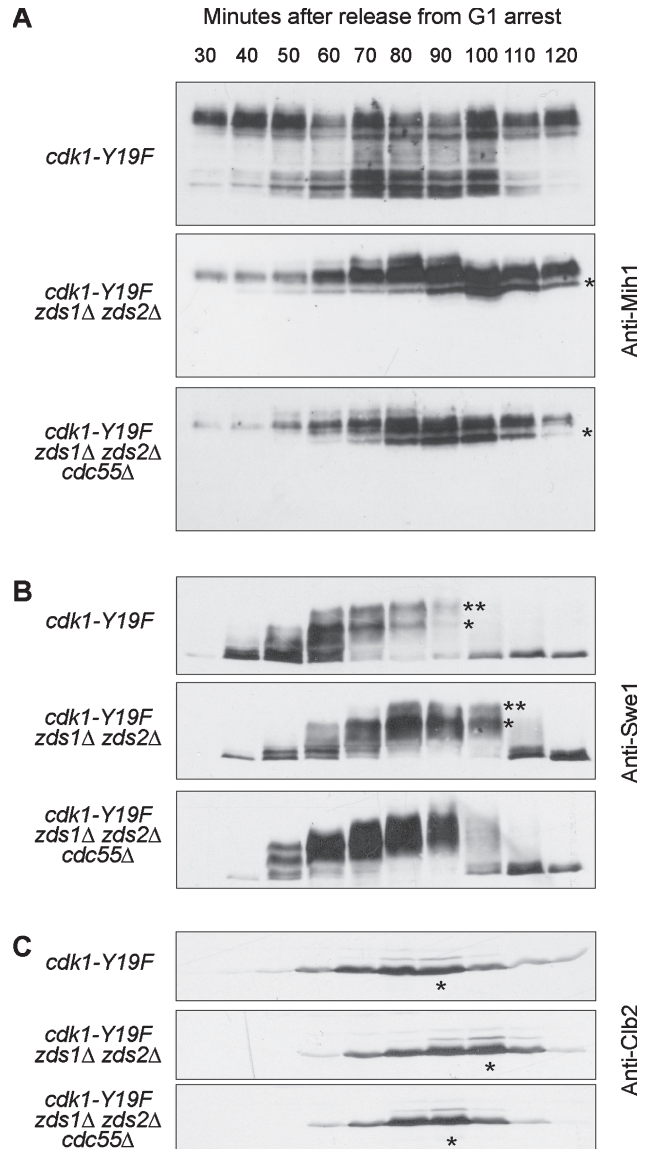 A
Minutes after release from G1 arrest
30 40 50 60 70 80 90 100 110 120
cdk1-Y19F
cdk1-Y19F
zds1Δ zds2Δ
*
cdk1-Y19F
zds1Δ zds2Δ
cdc55Δ
*
Anti-Mih1
B
cdk1-Y19F
**
*
cdk1-Y19F
zds1Δ zds2Δ
**
*
cdk1-Y19F
zds1Δ zds2Δ
cdc55Δ
Anti-Swe1
C
cdk1-Y19F
*
cdk1-Y19F
zds1Δ zds2Δ
*
cdk1-Y19F
zds1Δ zds2Δ
cdc55Δ
*
Anti-Clb2